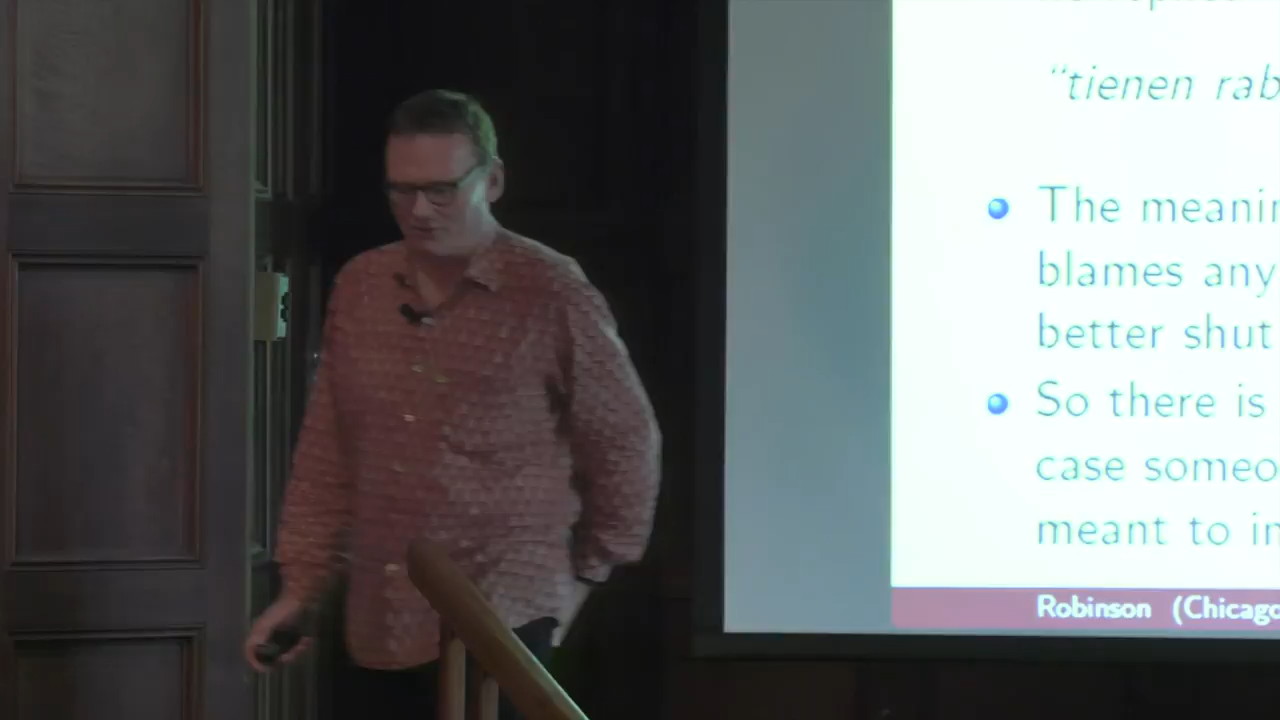 “tienen rab
The meanin
blames any
better shut
So there is
case someo
meant to in
Robinson (Chicago